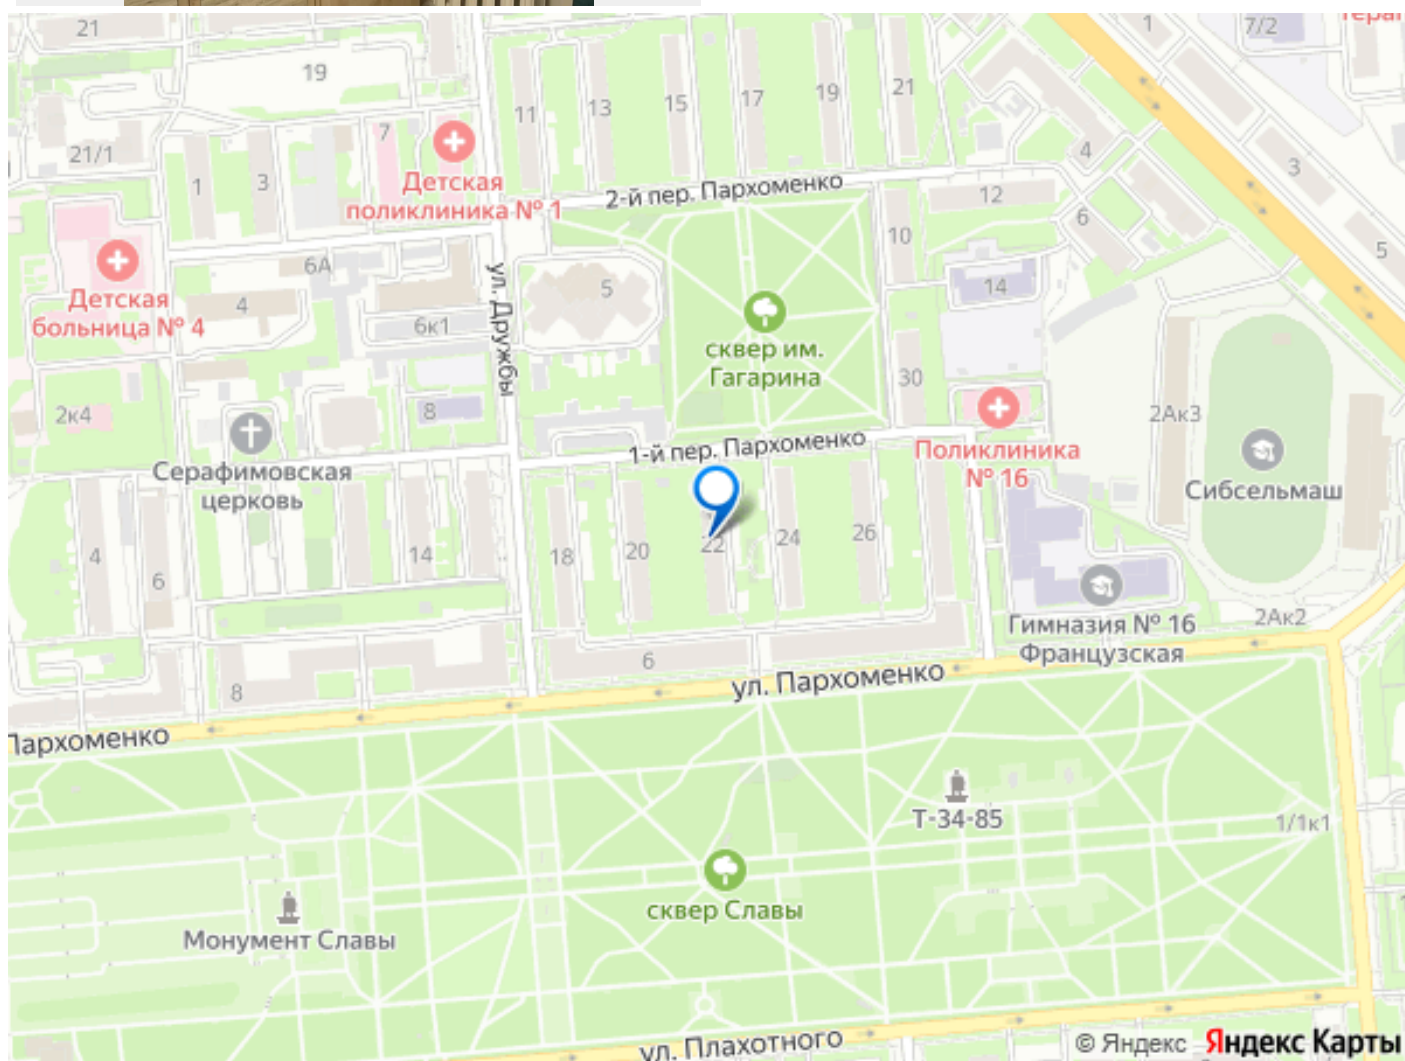 21
19
21/1
1
3
7
Детская
поликлиника № 1
11
13
15
17
19
21
1
7/2
3
4
3
5
2-й пер. Пархоменко
12
6
10
14
Детская
больница № 4
6А
4
6к1
ул. Дружбы
5
сквер им.
Гагарина
30
2к4
8
Серафимовская
церковь
1-й пер. Пархоменко
Поликлиника
№ 16
2Ак3
Сибсельмаш
4
6
14
18
20
22
24
26
Гимназия № 16
Французская
2Ак2
8
6
ул. Пархоменко
Пархоменко
Т-34-85
1/1к1
сквер Славы
Монумент Славы
ул. Плахотного
© Яндекс Яндекс Карты